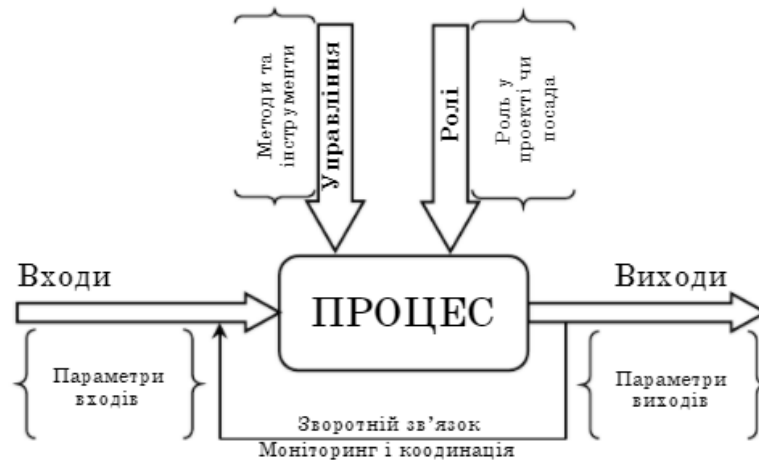 Методи та
інструменти
Управління
Ролі
Роль у
проекті чи
посада
Входи
ПРОЦЕС
Виходи
Параметри
входів
Параметри
виходів
Зворотній зв’язок
Моніторинг і коодинація